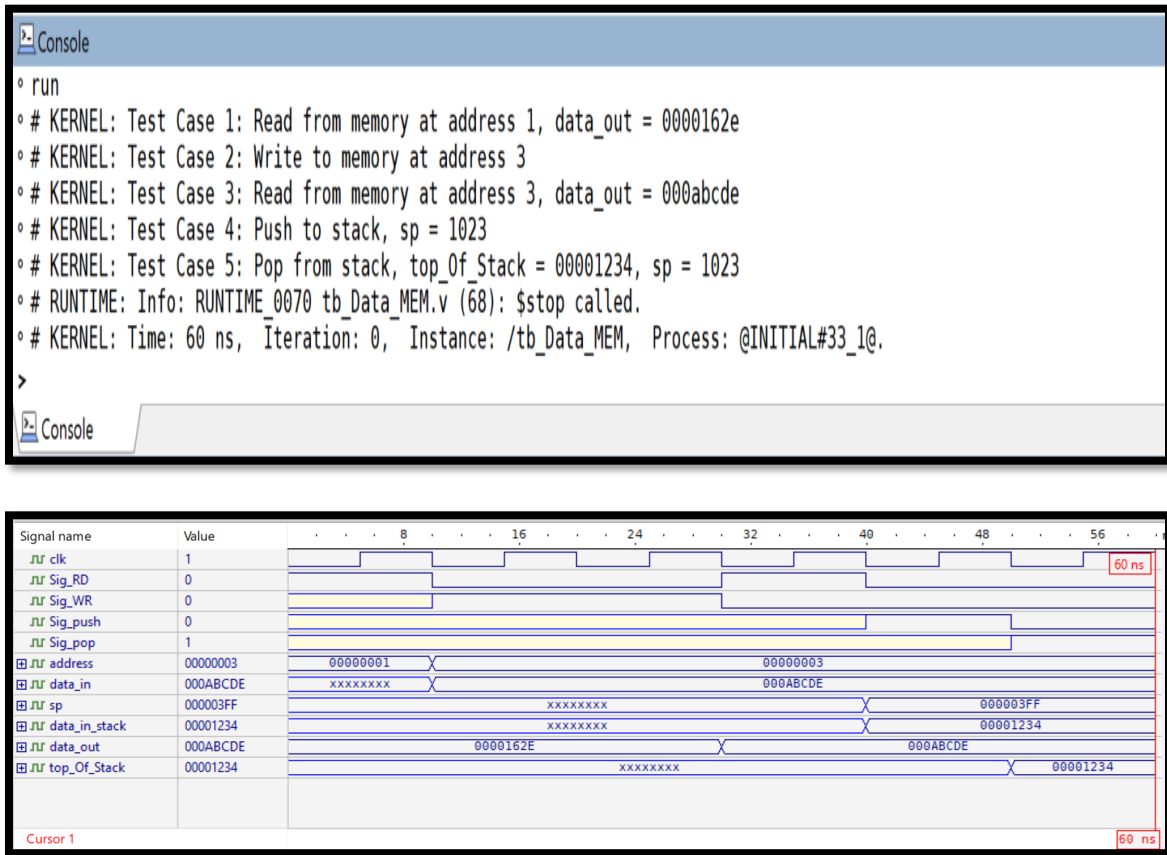 Console
° run
° # KERNEL: Test Case 1: Read from memory at address 1, data_out = 0000162e
° # KERNEL: Test Case 2: Write to memory at address 3
° # KERNEL: Test Case 3: Read from memory at address 3, data_out = 000abcde
° # KERNEL: Test Case 4: Push to stack, sp = 1023
° # KERNEL: Test Case 5: Pop from stack, top_Of_Stack = 00001234, sp = 1023
° # RUNTIME: Info: RUNTIME_0070 tb_Data_MEM.v (68): $stop called.
° # KERNEL: Time: 60 ns, Iteration: 0, Instance: /tb_Data_MEM, Process: @INITIAL#33_1@.
>
Console
Signal name Value 8 16 24 32 40 48 56
clk 1 60 ns
Sig_RD 0
Sig_WR 0
Sig_push 0
Sig_pop 1
address 00000003 00000001 00000003
data_in 000ABCDE xxxxxxxx 000ABCDE
sp 000003FF xxxxxxxx 000003FF
data_in_stack 00001234 xxxxxxxx 00001234
data_out 000ABCDE 0000162E 000ABCDE
top_Of_Stack 00001234 xxxxxxxx 00001234
Cursor 1 60 ns